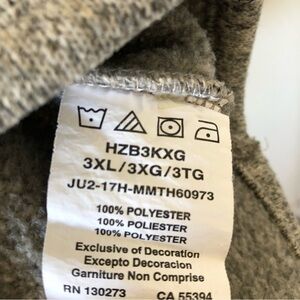 HZB3KXG
3XL/3XG/3TG
JU2-17H-MMTH60973
100% POLYESTER
100% POLYESTER
100% POLYESTER
Exclusive of Decoration
Excepto Decoracion
Garniture Non Comprise
RN 130273 CA 55394